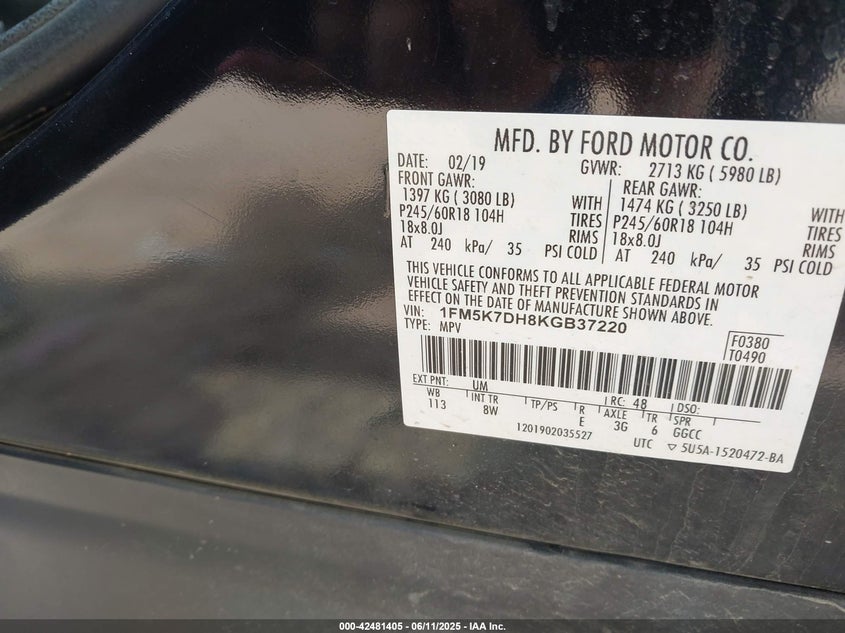 MFD. BY FORD MOTOR CO.
DATE: 02/19 GVWR: 2713 KG ( 5980 LB)
FRONT GAWR: REAR GAWR:
1397 KG ( 3080 LB) WITH 1474 KG ( 3250 LB) WITH
P245/60R18 104H TIRES P245/60R18 104H TIRES
18x8.0J RIMS 18x8.0J RIMS
AT 240 kPa/ 35 PSI COLD AT 240 kPa/ 35 PSI COLD
THIS VEHICLE CONFORMS TO ALL APPLICABLE FEDERAL MOTOR
VEHICLE SAFETY AND THEFT PREVENTION STANDARDS IN
EFFECT ON THE DATE OF MANUFACTURE SHOWN ABOVE.
VIN: 1FM5K7DH8KGB37220
TYPE: MPV
F0380
T0490
EXT PNT: UM RC: 48 DSO:
WB INT TR TP/PS R AXLE TR SPR
113 8W E 3G 6 GGCC
1201902035527 UTC ▽ 5U5A-1520472-BA
000-42481405 - 06/11/2025 - IAA Inc.